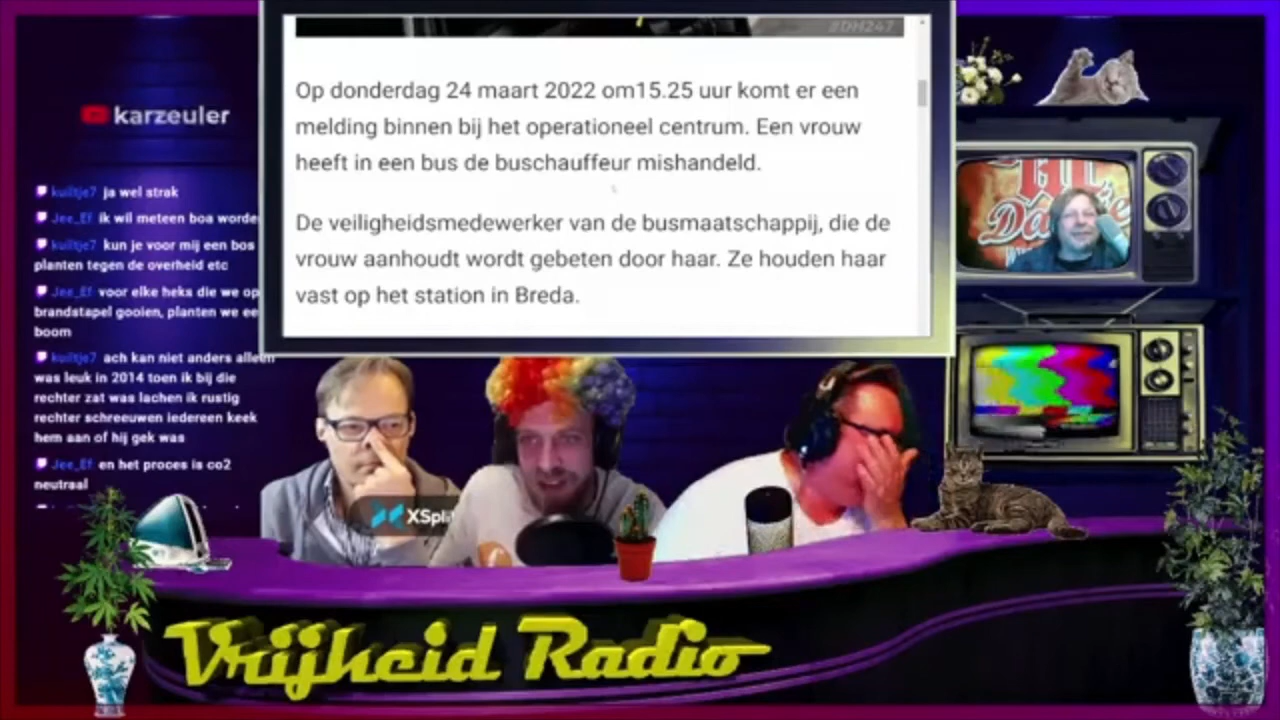 #DH247
Op donderdag 24 maart 2022 om15.25 uur komt er een
melding binnen bij het operationeel centrum. Een vrouw
heeft in een bus de buschauffeur mishandeld.
De veiligheidsmedewerker van de busmaatschappij, die de
vrouw aanhoudt wordt gebeten door haar. Ze houden haar
vast op het station in Breda.
karzeuler
kuiltje7 ja wel strak
Jee_Ef ik wil meteen boa worde
kuiltje7 kun je voor mij een bos
planten tegen de overheid etc
Jee_Ef voor elke heks die we op
brandstapel gooien, planten we ee
boom
kuiltje7 ach kan niet anders alleen
was leuk in 2014 toen ik bij die
rechter zat was lachen ik rustig
rechter schreeuwen iedereen keek
hem aan of hij gek was
Jee_Ef en het proces is co2
neutraal
XSplit
Vrijheid Radio